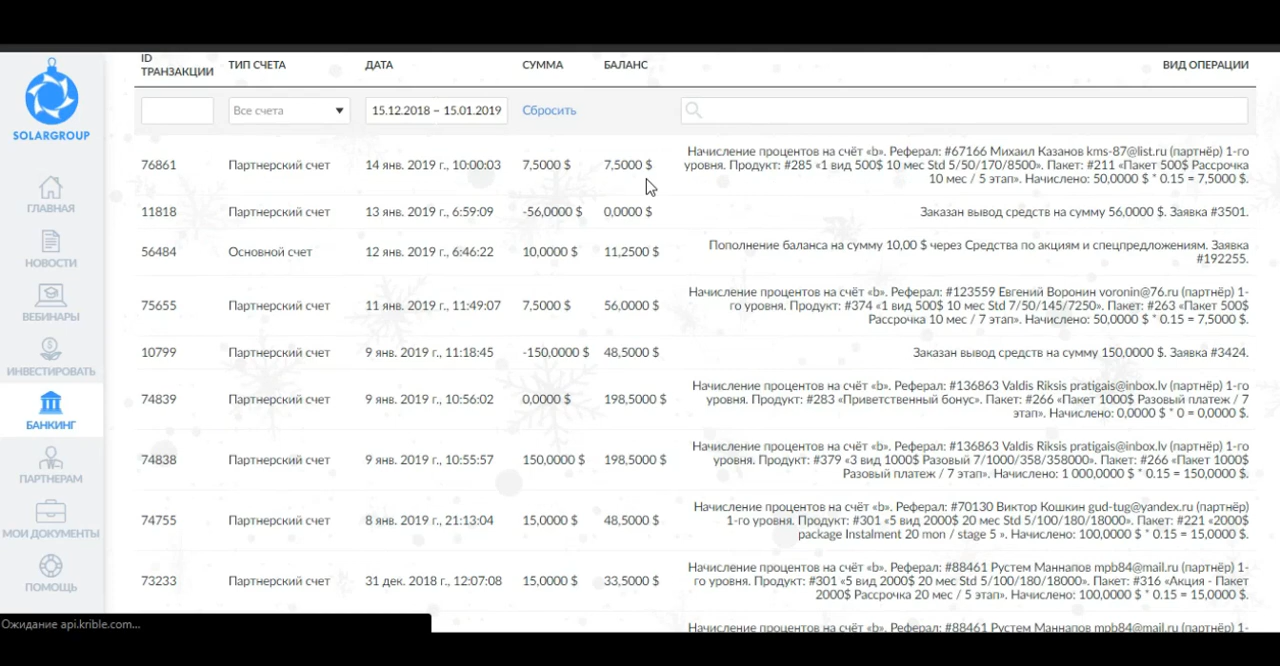 ID
ТРАНЗАКЦИИ ТИП СЧЕТА ДАТА СУММА БАЛАНС ВИД ОПЕРАЦИИ
Все счета 15.12.2018 – 15.01.2019 Сбросить
SOLARGROUP
ГЛАВНАЯ
НОВОСТИ
ВЕБИНАРЫ
ИНВЕСТИРОВАТЬ
БАНКИНГ
ПАРТНЕРАМ
МОИ ДОКУМЕНТЫ
ПОМОЩЬ
76861 Партнерский счет 14 янв. 2019 г., 10:00:03 7,5000 $ 7,5000 $
Начисление процентов на счёт «b». Реферал: #67166 Михаил Казанов kms-87@list.ru (партнёр) 1-го
уровня. Продукт: #285 «1 вид 500$ 10 мес Std 5/50/170/8500». Пакет: #211 «Пакет 500$ Рассрочка
10 мес / 5 этап». Начислено: 50,0000 $ * 0.15 = 7,5000 $.
11818 Партнерский счет 13 янв. 2019 г., 6:59:09 -56,0000 $ 0,0000 $ Заказан вывод средств на сумму 56,0000 $. Заявка #3501.
56484 Основной счет 12 янв. 2019 г., 6:46:22 10,0000 $ 11,2500 $
Пополнение баланса на сумму 10,00 $ через Средства по акциям и спецпредложениям. Заявка
#192255.
75655 Партнерский счет 11 янв. 2019 г., 11:49:07 7,5000 $ 56,0000 $
Начисление процентов на счёт «b». Реферал: #123559 Евгений Воронин voronin@76.ru (партнёр) 1-
го уровня. Продукт: #374 «1 вид 500$ 10 мес Std 7/50/145/7250». Пакет: #263 «Пакет 500$
Рассрочка 10 мес / 7 этап». Начислено: 50,0000 $ * 0.15 = 7,5000 $.
10799 Партнерский счет 9 янв. 2019 г., 11:18:45 -150,0000 $ 48,5000 $ Заказан вывод средств на сумму 150,0000 $. Заявка #3424.
74839 Партнерский счет 9 янв. 2019 г., 10:56:02 0,0000 $ 198,5000 $
Начисление процентов на счёт «b». Реферал: #136863 Valdis Riksis pratigais@inbox.lv (партнёр) 1-го
уровня. Продукт: #283 «Приветственный бонус». Пакет: #266 «Пакет 1000$ Разовый платеж / 7
этап». Начислено: 0,0000 $ * 0 = 0,0000 $.
74838 Партнерский счет 9 янв. 2019 г., 10:55:57 150,0000 $ 198,5000 $
Начисление процентов на счёт «b». Реферал: #136863 Valdis Riksis pratigais@inbox.lv (партнёр) 1-го
уровня. Продукт: #379 «3 вид 1000$ Разовый 7/1000/358/358000». Пакет: #266 «Пакет 1000$
Разовый платеж / 7 этап». Начислено: 1 000,0000 $ * 0.15 = 150,0000 $.
74755 Партнерский счет 8 янв. 2019 г., 21:13:04 15,0000 $ 48,5000 $
Начисление процентов на счёт «b». Реферал: #70130 Виктор Кошкин gud-tug@yandex.ru (партнёр)
1-го уровня. Продукт: #301 «5 вид 2000$ 20 мес Std 5/100/180/18000». Пакет: #221 «2000$
package Instalment 20 mon / stage 5 ». Начислено: 100,0000 $ * 0.15 = 15,0000 $.
73233 Партнерский счет 31 дек. 2018 г., 12:07:08 15,0000 $ 33,5000 $
Начисление процентов на счёт «b». Реферал: #88461 Рустем Маннапов mpb84@mail.ru (партнёр) 1-
го уровня. Продукт: #301 «5 вид 2000$ 20 мес Std 5/100/180/18000». Пакет: #316 «Акция - Пакет
2000$ Рассрочка 20 мес / 5 этап». Начислено: 100,0000 $ * 0.15 = 15,0000 $.
Начисление процентов на счёт «b». Реферал: #88461 Рустем Маннапов mpb84@mail.ru (партнёр) 1-
Ожидание api.krible.com...